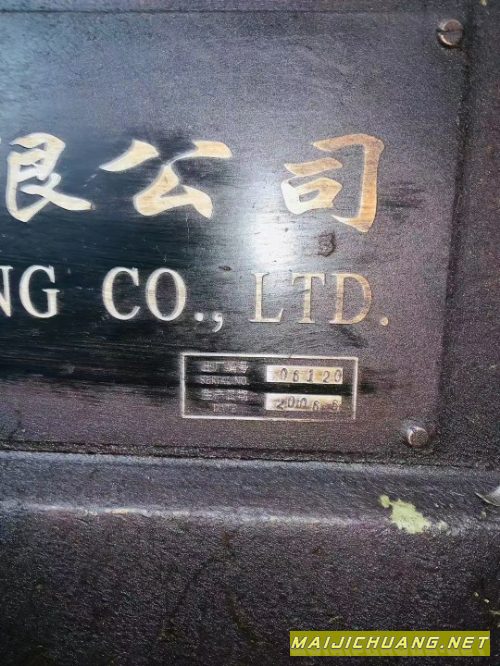 限公司
NG CO., LTD.
06120
2006.6
MAIJICHUANG.NET